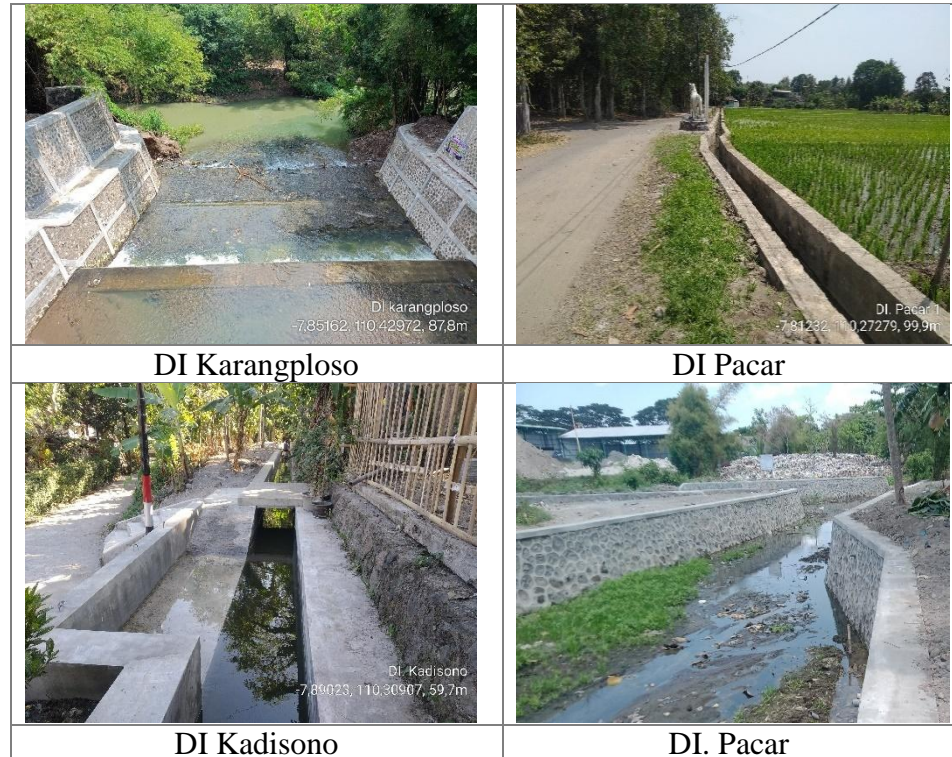 DI karangploso
-7,85162, 110,42972, 87,8m
DI. Pacar 1
-7,81232, 110,27279, 99,9m
DI Karangploso
DI Pacar
DI. Kadisono
-7,89023, 110,30907, 59,7m
DI Kadisono
DI. Pacar